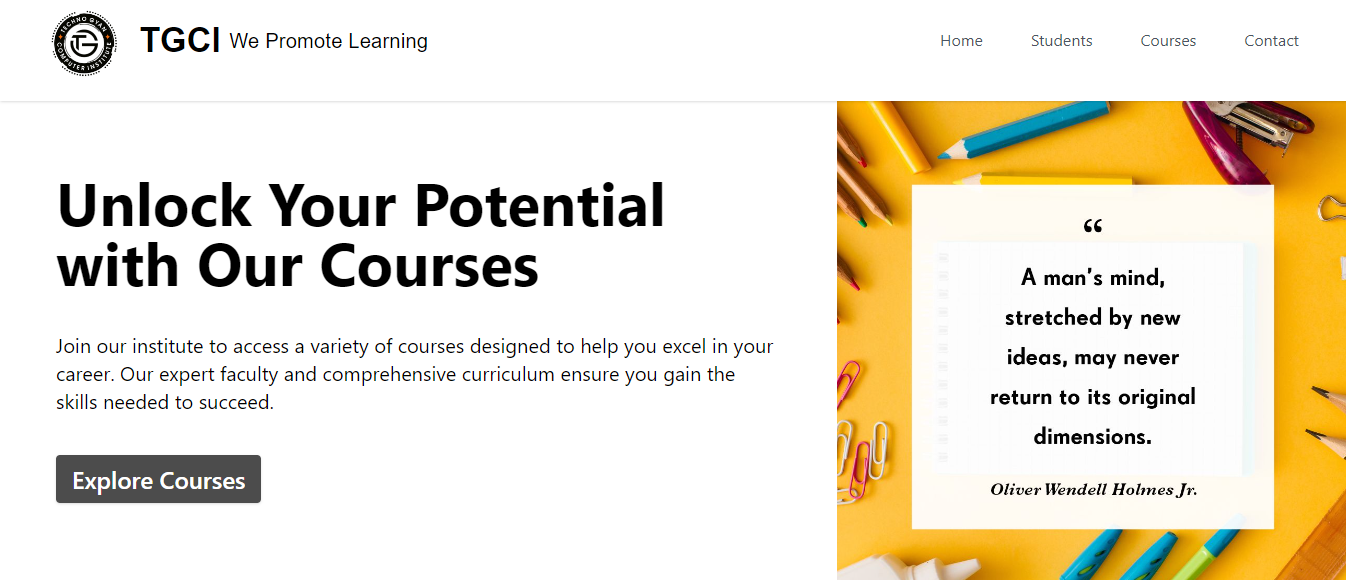 TECHNO GYAN
COMPUTER INSTITUTE
TGCI We Promote Learning
Home Students Courses Contact
Unlock Your Potential
with Our Courses
Join our institute to access a variety of courses designed to help you excel in your
career. Our expert faculty and comprehensive curriculum ensure you gain the
skills needed to succeed.
Explore Courses
“
A man's mind,
stretched by new
ideas, may never
return to its original
dimensions.
Oliver Wendell Holmes Jr.